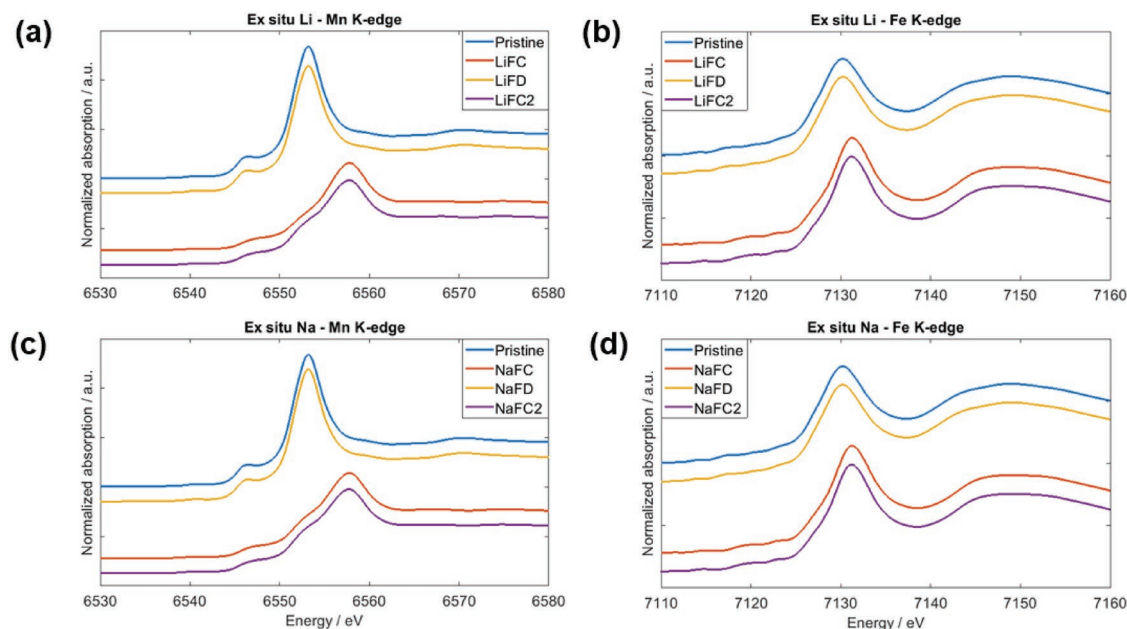 (a)
Ex situ Li - Mn K-edge
Normalized absorption / a.u.
Pristine
LiFC
LiFD
LiFC2
6530 6540 6550 6560 6570 6580
(b)
Ex situ Li - Fe K-edge
Normalized absorption / a.u.
Pristine
LiFC
LiFD
LiFC2
7110 7120 7130 7140 7150 7160
(c)
Ex situ Na - Mn K-edge
Normalized absorption / a.u.
Pristine
NaFC
NaFD
NaFC2
6530 6540 6550 6560 6570 6580
Energy / eV
(d)
Ex situ Na - Fe K-edge
Normalized absorption / a.u.
Pristine
NaFC
NaFD
NaFC2
7110 7120 7130 7140 7150 7160
Energy / eV